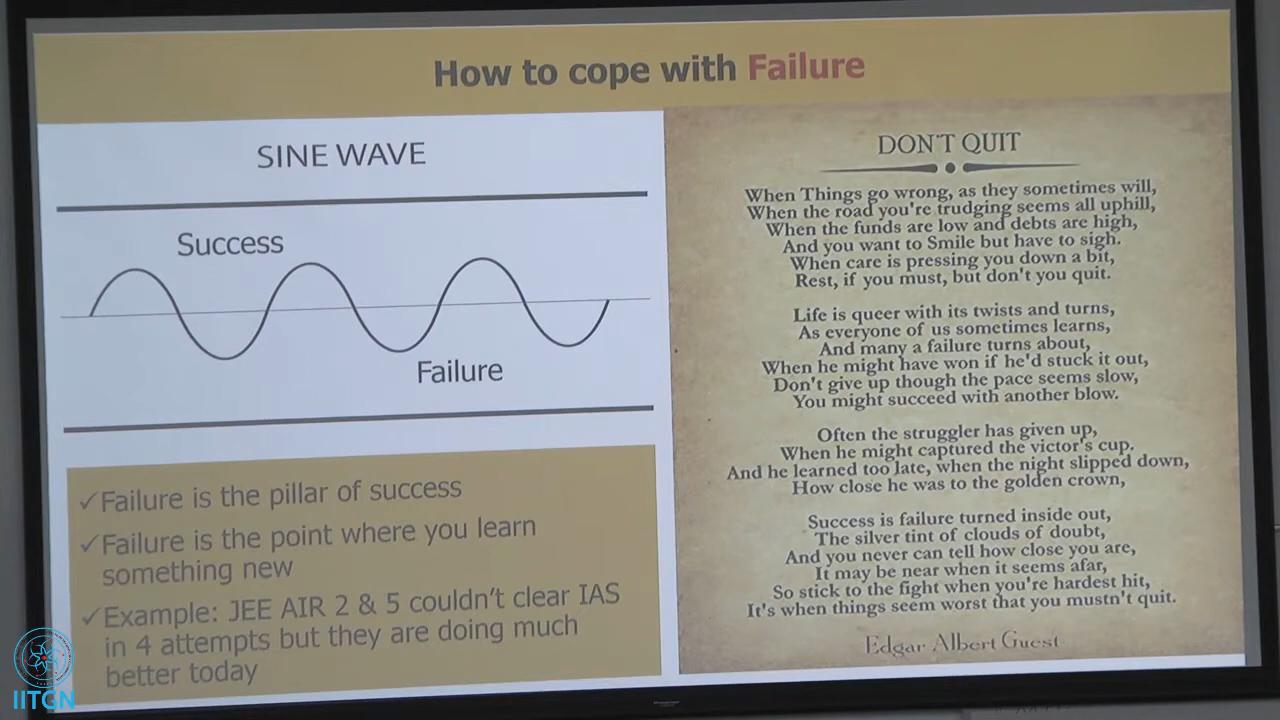 How to cope with Failure
SINE WAVE
Success
Failure
✓Failure is the pillar of success
✓Failure is the point where you learn
something new
✓Example: JEE AIR 2 & 5 couldn't clear IAS
in 4 attempts but they are doing much
better today
DON'T QUIT
When Things go wrong, as they sometimes will,
When the road you're trudging seems all uphill,
When the funds are low and debts are high,
And you want to Smile but have to sigh.
When care is pressing you down a bit,
Rest, if you must, but don't you quit.
Life is queer with its twists and turns,
As everyone of us sometimes learns,
And many a failure turns about,
When he might have won if he'd stuck it out,
Don't give up though the pace seems slow,
You might succeed with another blow.
Often the struggler has given up,
When he might captured the victor's cup.
And he learned too late, when the night slipped down,
How close he was to the golden crown,
Success is failure turned inside out,
The silver tint of clouds of doubt,
And you never can tell how close you are,
It may be near when it seems afar,
So stick to the fight when you're hardest hit,
It's when things seem worst that you mustn't quit.
Edgar Albert Guest
IITGN